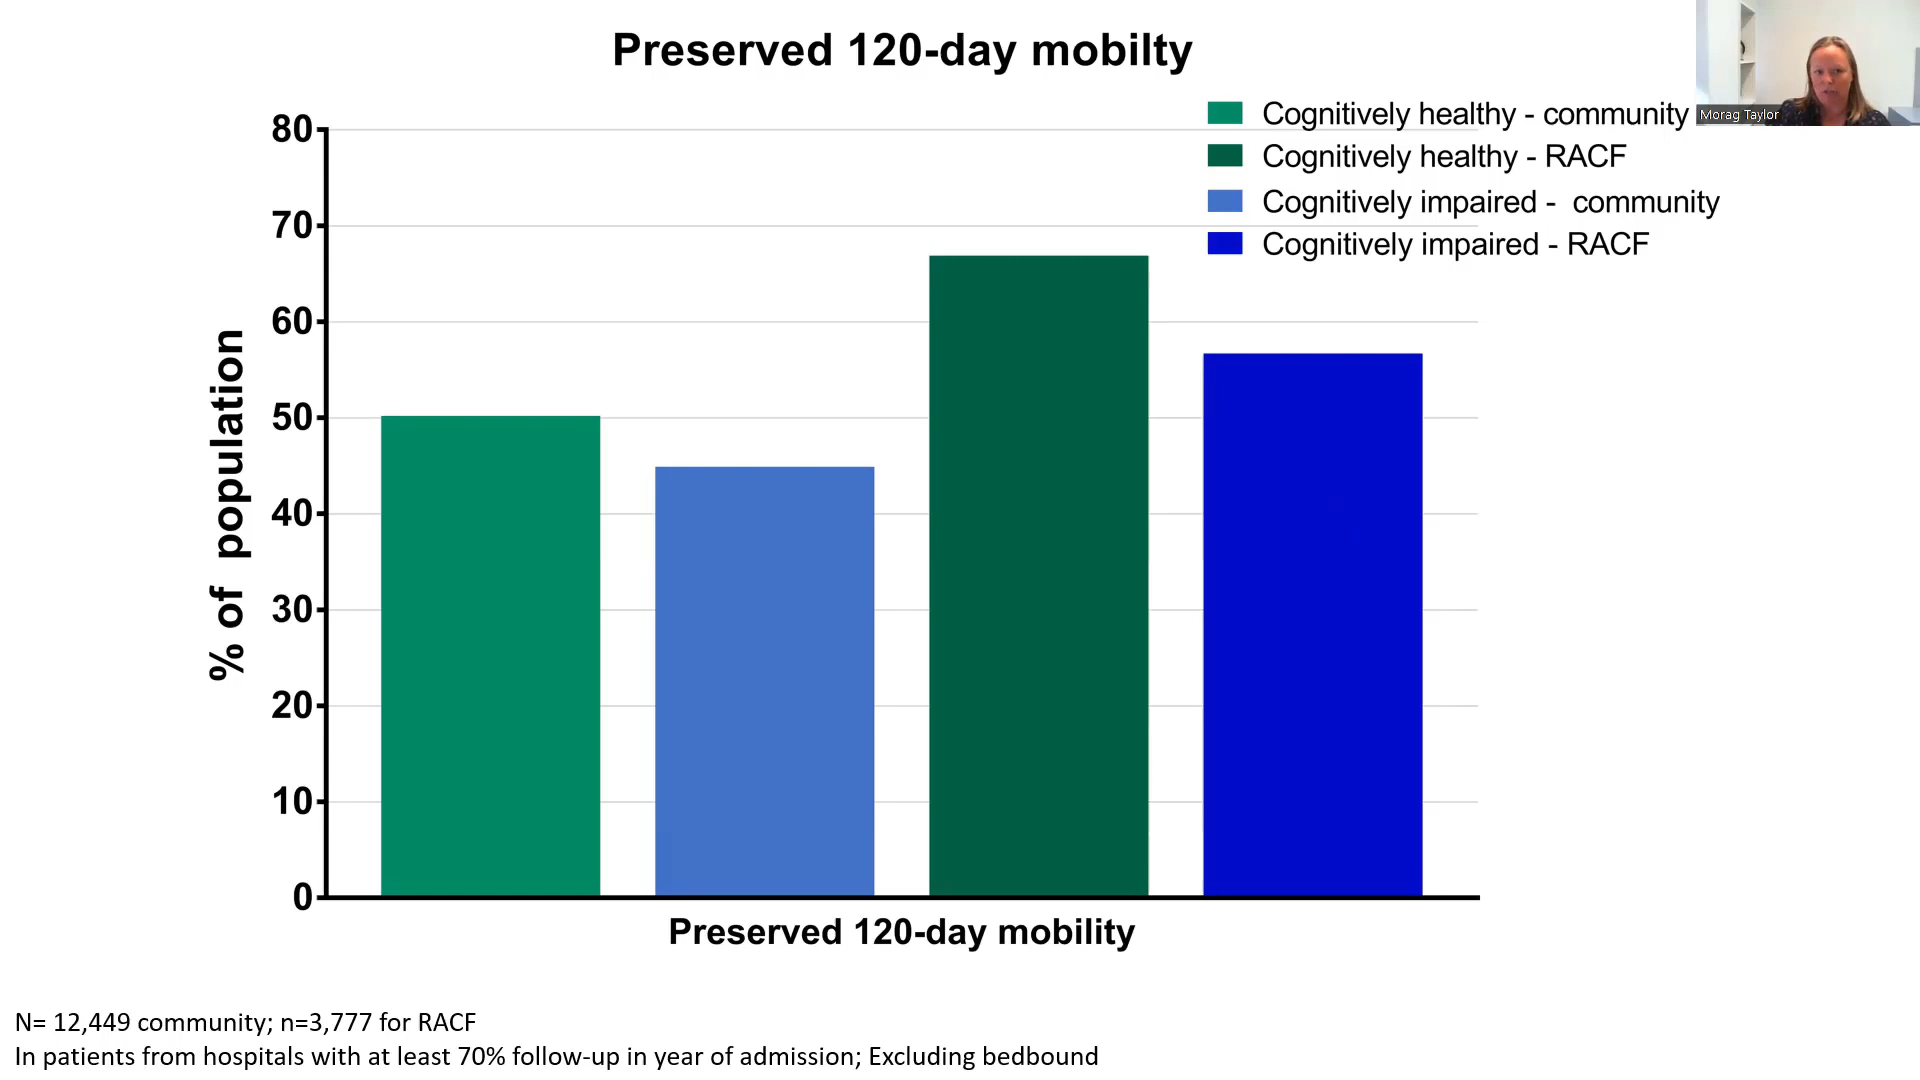 Preserved 120-day mobilty
Cognitively healthy - community
Cognitively healthy - RACF
Cognitively impaired -  community
Cognitively impaired - RACF
Morag Taylor
80
70
60
50
40
30
20
10
0
% of population
Preserved 120-day mobility
N= 12,449 community; n=3,777 for RACF
In patients from hospitals with at least 70% follow-up in year of admission; Excluding bedbound